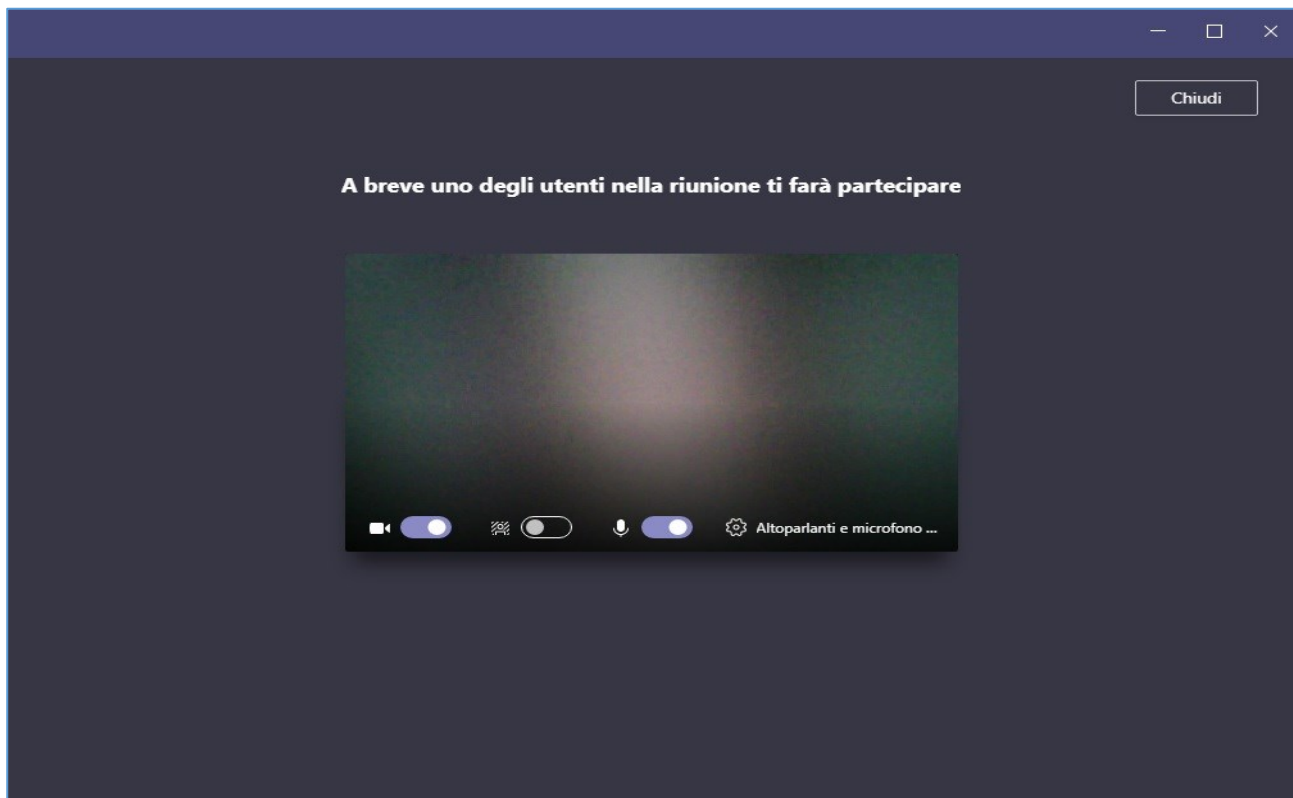 Chiudi
A breve uno degli utenti nella riunione ti farà partecipare
Altoparlanti e microfono ...